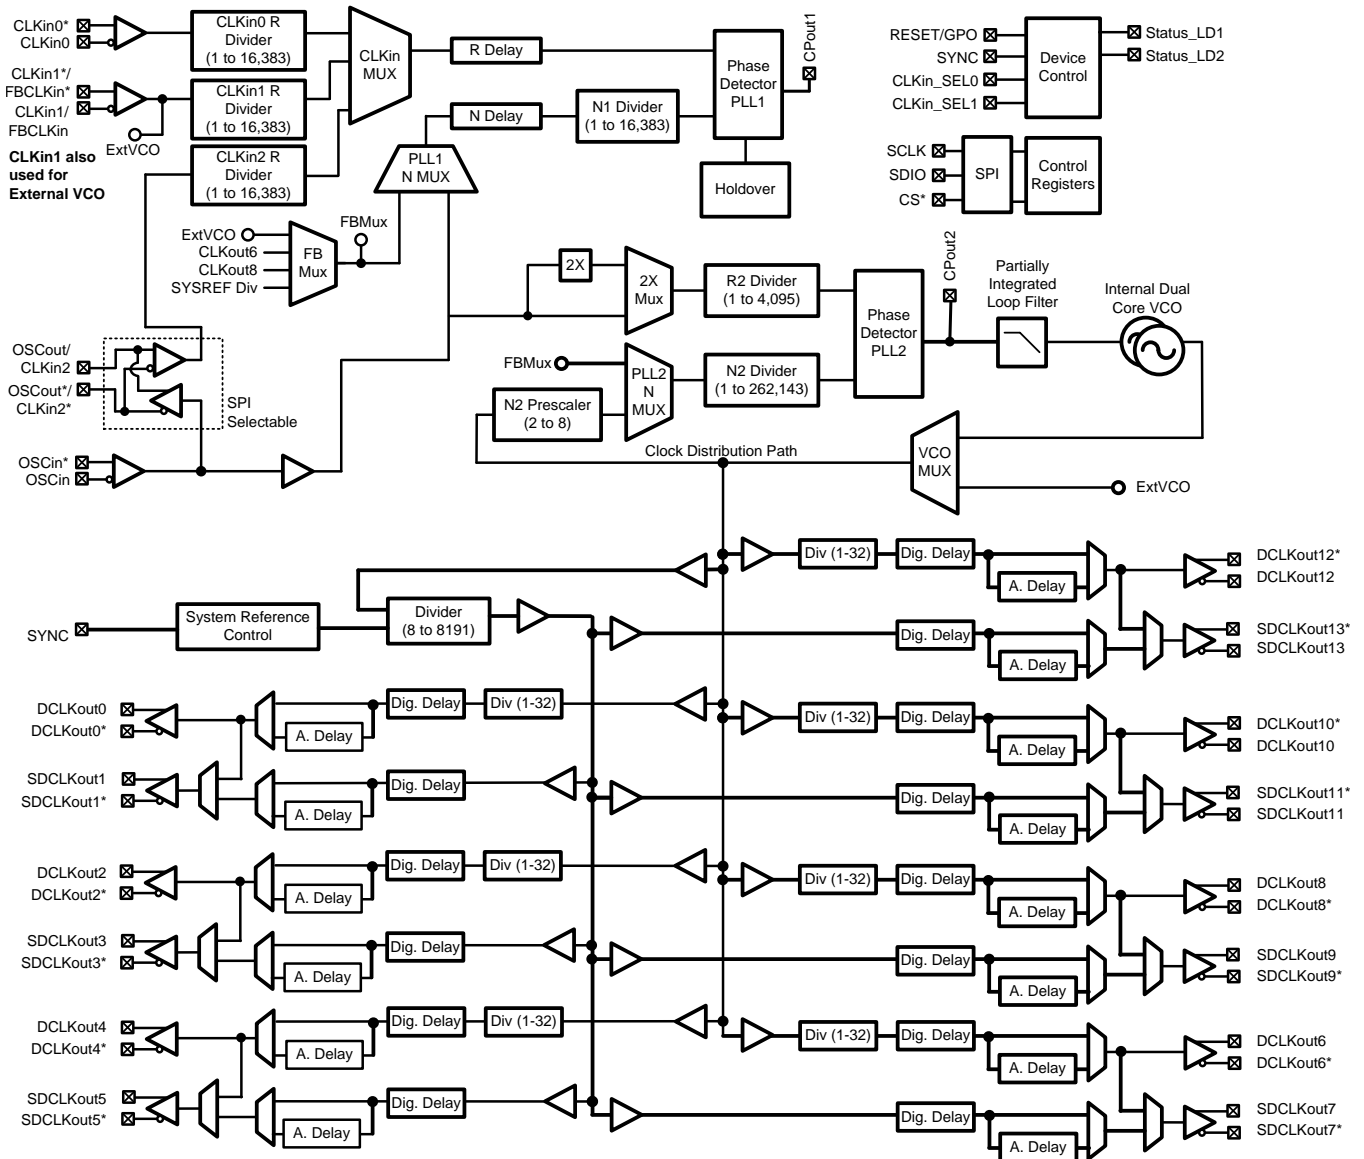 CLKin0*
CLKin0
CLKin1*/
FBCLKin*
CLKin1/
FBCLKin
ExtVCO
CLKin1 also
used for
External VCO
CLKin0 R
Divider
(1 to 16,383)
CLKin1 R
Divider
(1 to 16,383)
CLKin2 R
Divider
(1 to 16,383)
CLKin
MUX
R Delay
N Delay
N1 Divider
(1 to 16,383)
Phase
Detector
PLL1
CPout1
Holdover
PLL1
N MUX
RESET/GPO
SYNC
CLKin_SEL0
CLKin_SEL1
Device
Control
Status_LD1
Status_LD2
SCLK
SDIO
CS*
SPI
Control
Registers
ExtVCO
CLKout6
CLKout8
SYSREF Div
FB
Mux
FBMux
2X
2X
Mux
R2 Divider
(1 to 4,095)
Phase
Detector
PLL2
CPout2
Partially
Integrated
Loop Filter
Internal Dual
Core VCO
OSCout/
CLKin2
OSCout*/
CLKin2*
SPI
Selectable
FBMux
PLL2
N
MUX
N2 Divider
(1 to 262,143)
N2 Prescaler
(2 to 8)
OSCin*
OSCin
Clock Distribution Path
VCO
MUX
ExtVCO
SYNC
System Reference
Control
Divider
(8 to 8191)
Div (1-32)
Dig. Delay
A. Delay
DCLKout12*
DCLKout12
Dig. Delay
A. Delay
SDCLKout13*
SDCLKout13
DCLKout0
DCLKout0*
A. Delay
Dig. Delay
Div (1-32)
Div (1-32)
Dig. Delay
A. Delay
DCLKout10*
DCLKout10
SDCLKout1
SDCLKout1*
A. Delay
Dig. Delay
Dig. Delay
A. Delay
SDCLKout11*
SDCLKout11
DCLKout2
DCLKout2*
A. Delay
Dig. Delay
Div (1-32)
Div (1-32)
Dig. Delay
A. Delay
DCLKout8
DCLKout8*
SDCLKout3
SDCLKout3*
A. Delay
Dig. Delay
Dig. Delay
A. Delay
SDCLKout9
SDCLKout9*
DCLKout4
DCLKout4*
A. Delay
Dig. Delay
Div (1-32)
Div (1-32)
Dig. Delay
A. Delay
DCLKout6
DCLKout6*
SDCLKout5
SDCLKout5*
A. Delay
Dig. Delay
Dig. Delay
A. Delay
SDCLKout7
SDCLKout7*